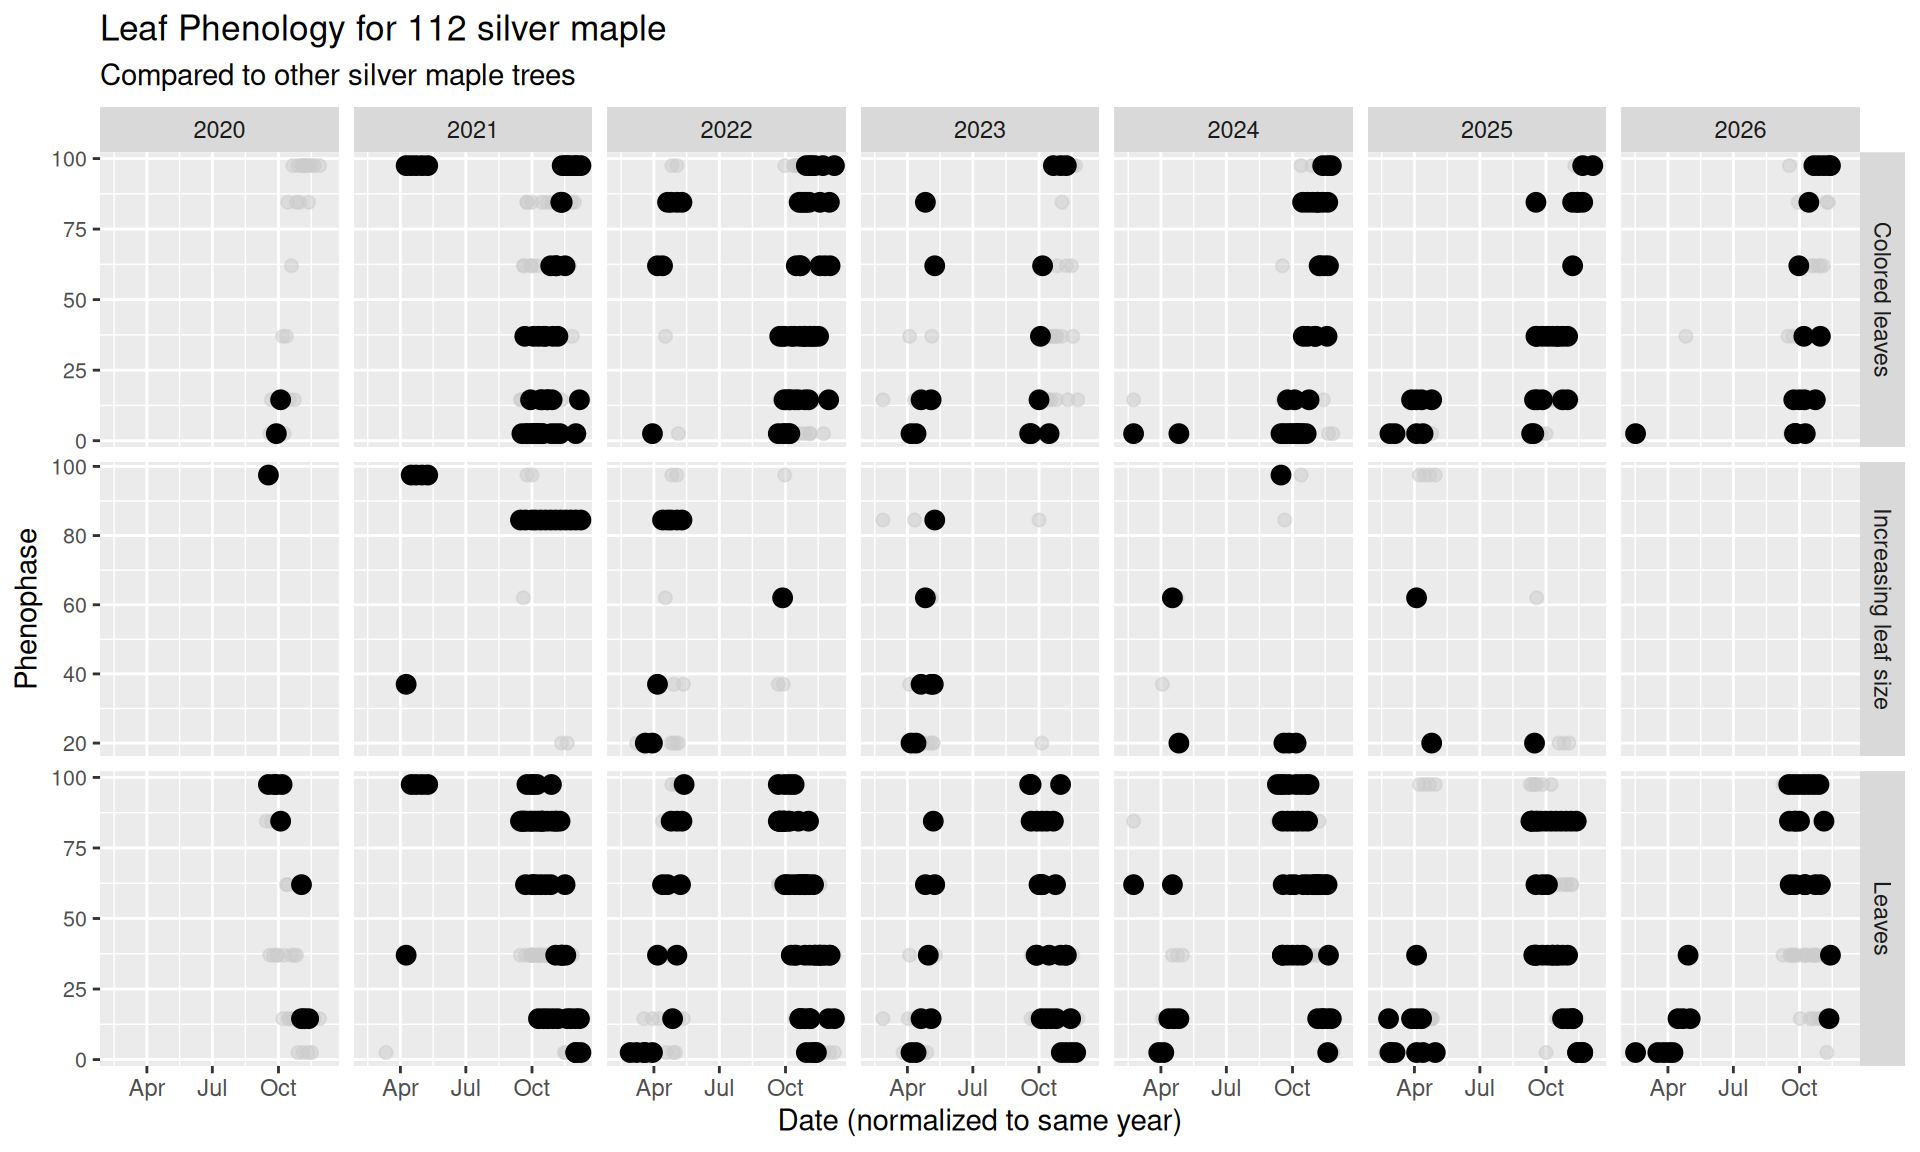 Leaf Phenology for 112 silver maple
Compared to other silver maple trees
2020 2021 2022 2023 2024 2025 2026
100
75
50
25
0
Colored leaves
100
80
60
40
20
Increasing leaf size
100
75
50
25
0
Leaves
Phenophase
Apr Jul Oct Apr Jul Oct Apr Jul Oct Apr Jul Oct Apr Jul Oct Apr Jul Oct Apr Jul Oct
Date (normalized to same year)